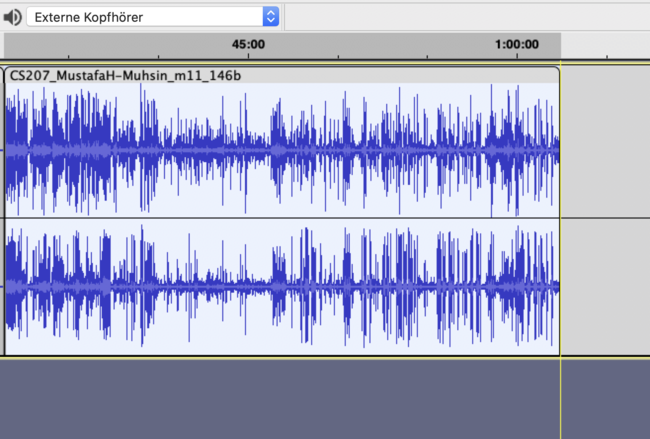 Externe Kopfhörer
45:00 1:00:00
CS207_MustafaH-Muhsin_m11_146b